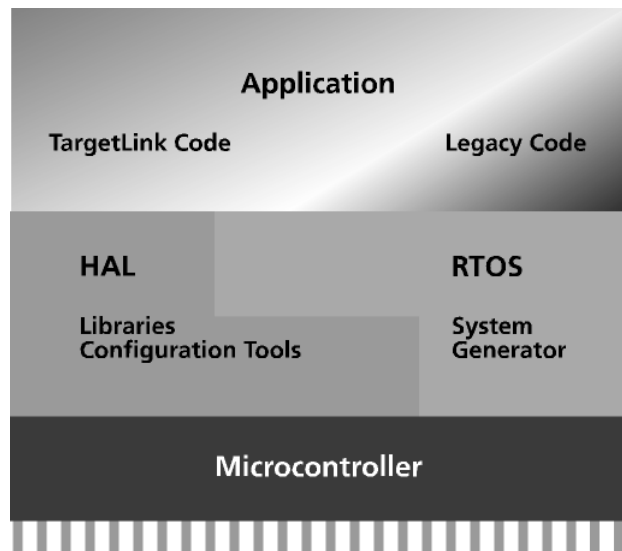 Application
TargetLink Code
Legacy Code
HAL
RTOS
Libraries
Configuration Tools
System
Generator
Microcontroller